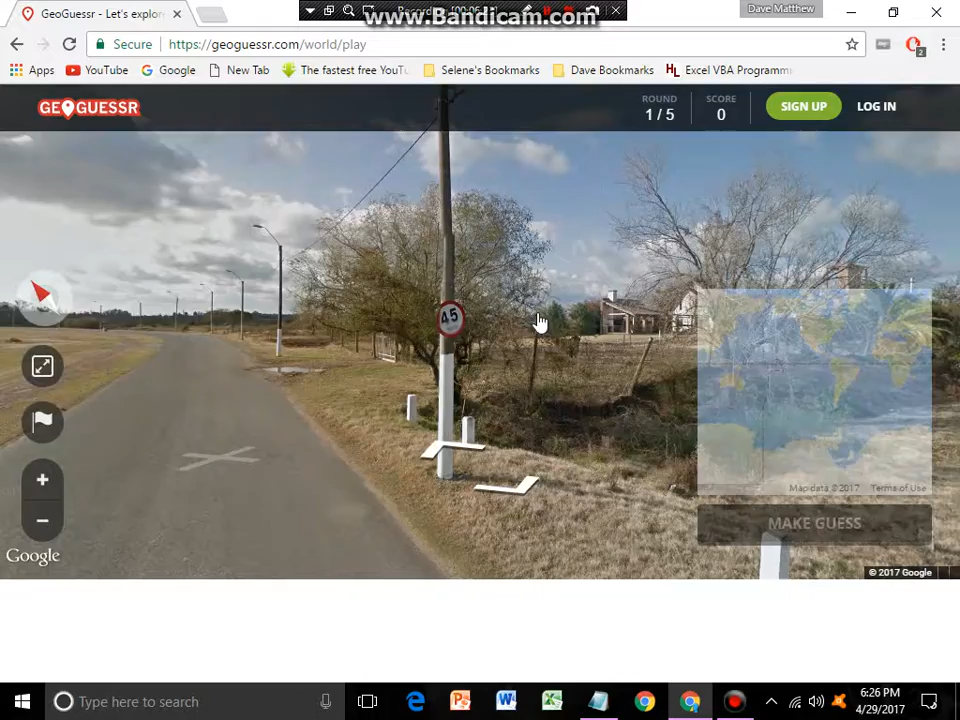 www.Bandicam.com
GeoGuessr - Let's explor
Dave Matthew
Secure
https://geoguessr.com/world/play
2
Apps
YouTube
Google
New Tab
The fastest free YouT
Selene's Bookmarks
Dave Bookmarks
Excel VBA Programm
GEOGUESSR
ROUND
1 / 5
SCORE
0
SIGN UP
LOG IN
45
Map data ©2017
Terms of Use
MAKE GUESS
Google
© 2017 Google
Type here to search
6:26 PM
4/29/2017